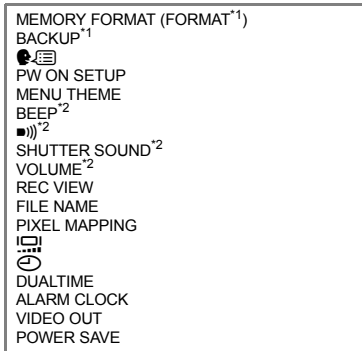 MEMORY FORMAT (FORMAT*1)
BACKUP*1
PW ON SETUP
MENU THEME
BEEP*2
*2
SHUTTER SOUND*2
VOLUME*2
REC VIEW
FILE NAME
PIXEL MAPPING
DUALTIME
ALARM CLOCK
VIDEO OUT
POWER SAVE